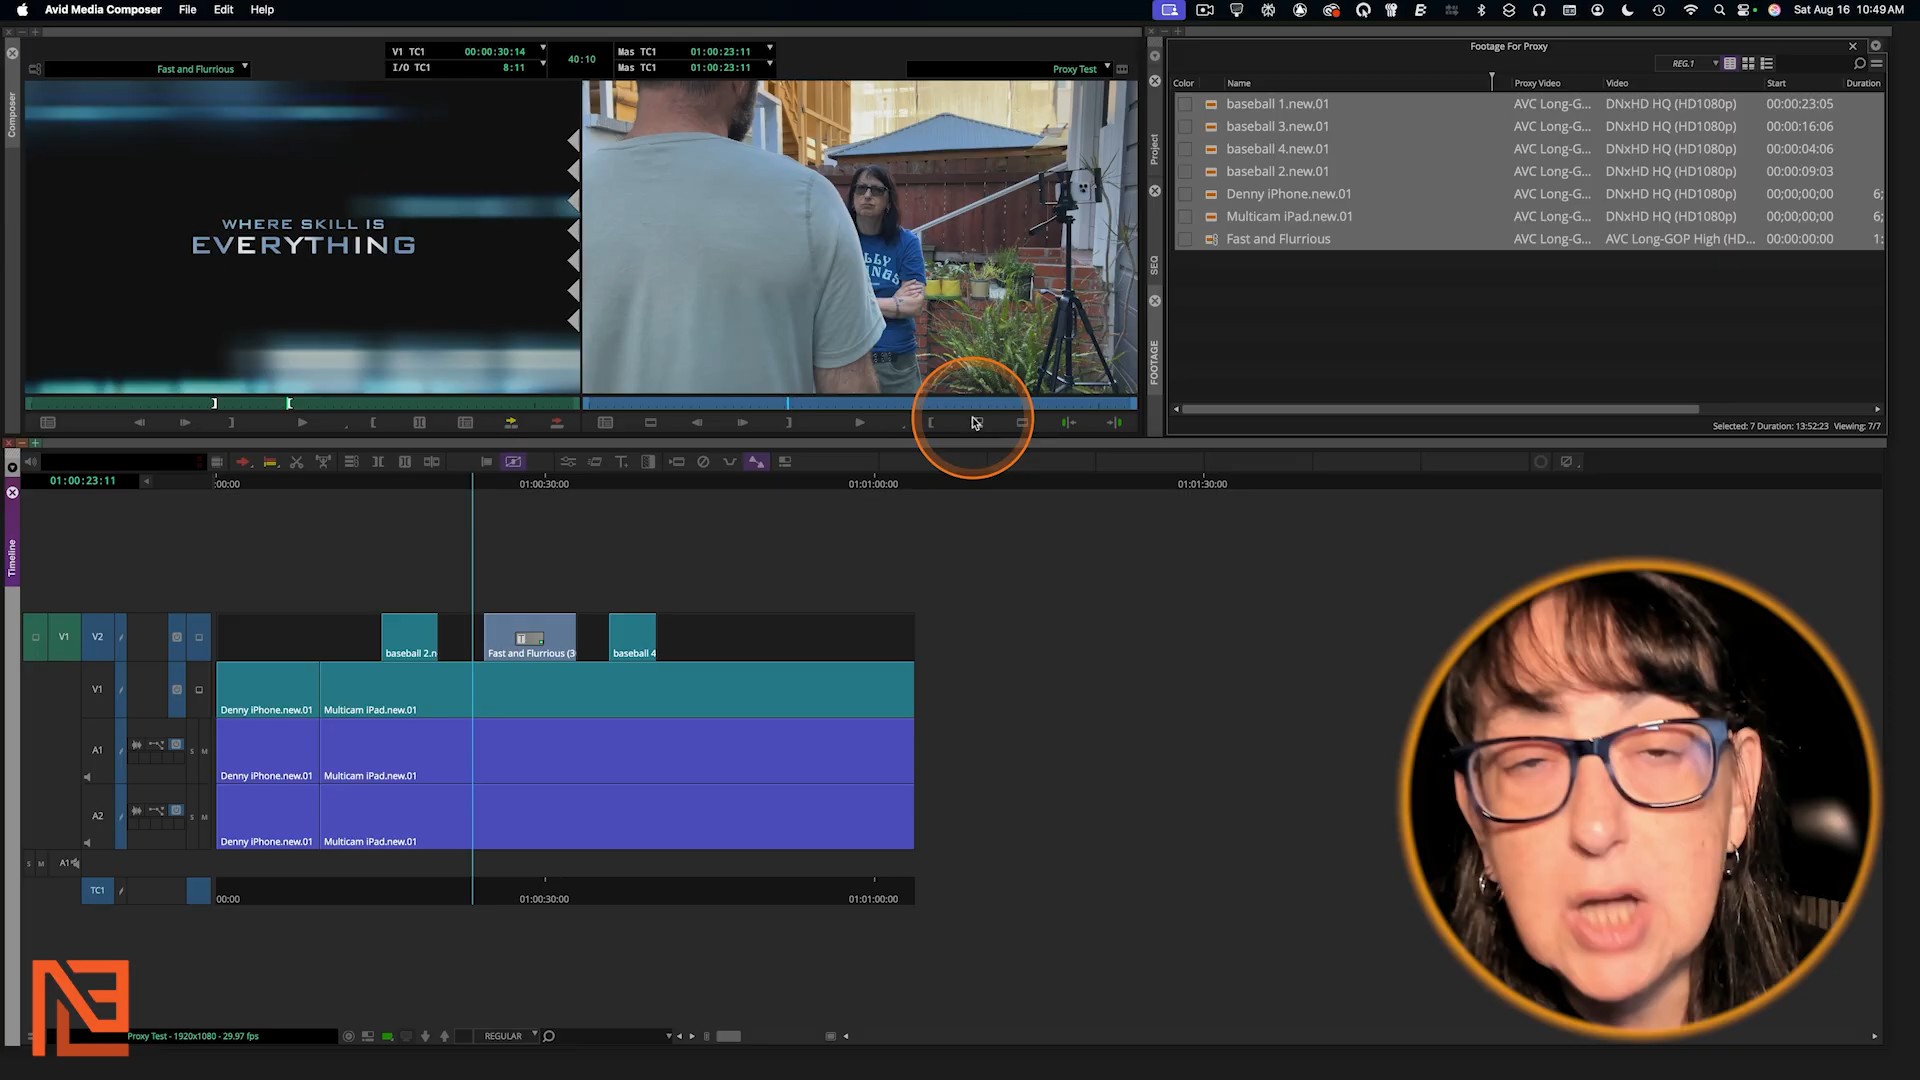 Avid Media Composer File Edit Help
Sat Aug 16 10:49 AM
Composer
Fast and Flurrious
V1 TC1 00:00:30:14
I/O TC1 8:11
40:10
Mas TC1 01:00:23:11
Mas TC1 01:00:23:11
Proxy Test
WHERE SKILL IS
EVERYTHING
Project
SEQ
FOOTAGE
Footage For Proxy
REG.1
Color Name Proxy Video Video Start Duration
baseball 1.new.01 AVC Long-G... DNxHD HQ (HD1080p) 00:00:23:05
baseball 3.new.01 AVC Long-G... DNxHD HQ (HD1080p) 00:00:16:06
baseball 4.new.01 AVC Long-G... DNxHD HQ (HD1080p) 00:00:04:06
baseball 2.new.01 AVC Long-G... DNxHD HQ (HD1080p) 00:00:09:03
Denny iPhone.new.01 AVC Long-G... DNxHD HQ (HD1080p) 00;00;00;00 6;
Multicam iPad.new.01 AVC Long-G... DNxHD HQ (HD1080p) 00;00;00;00 6;
Fast and Flurrious AVC Long-G... AVC Long-GOP High (HD... 00:00:00:00 1:
Selected: 7 Duration: 13:52:23 Viewing: 7/7
Timeline
01:00:23:11
:00:00 01:00:30:00 01:01:00:00 01:01:30:00
V1 V2
baseball 2.n Fast and Flurrious (3 baseball 4
V1
Denny iPhone.new.01 Multicam iPad.new.01
A1 S M
Denny iPhone.new.01 Multicam iPad.new.01
A2 S M
Denny iPhone.new.01 Multicam iPad.new.01
S M A1
TC1 00:00 01:00:30:00 01:01:00:00
Proxy Test - 1920x1080 - 29.97 fps
REGULAR